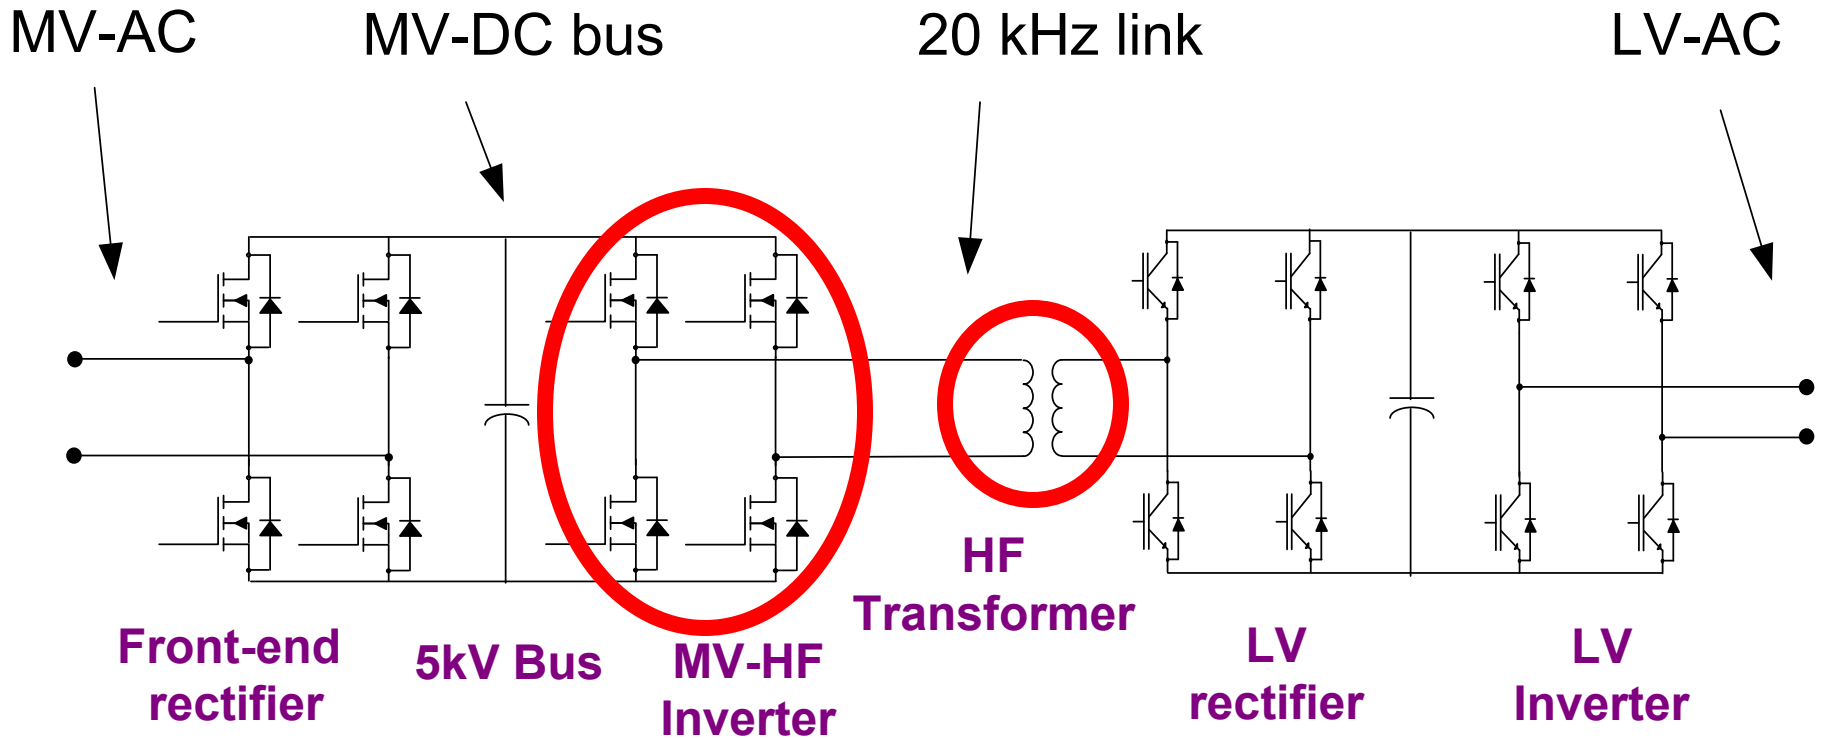 MV-AC
MV-DC bus
20 kHz link
LV-AC
Front-end
rectifier
5kV Bus
MV-HF
Inverter
HF
Transformer
LV
rectifier
LV
Inverter